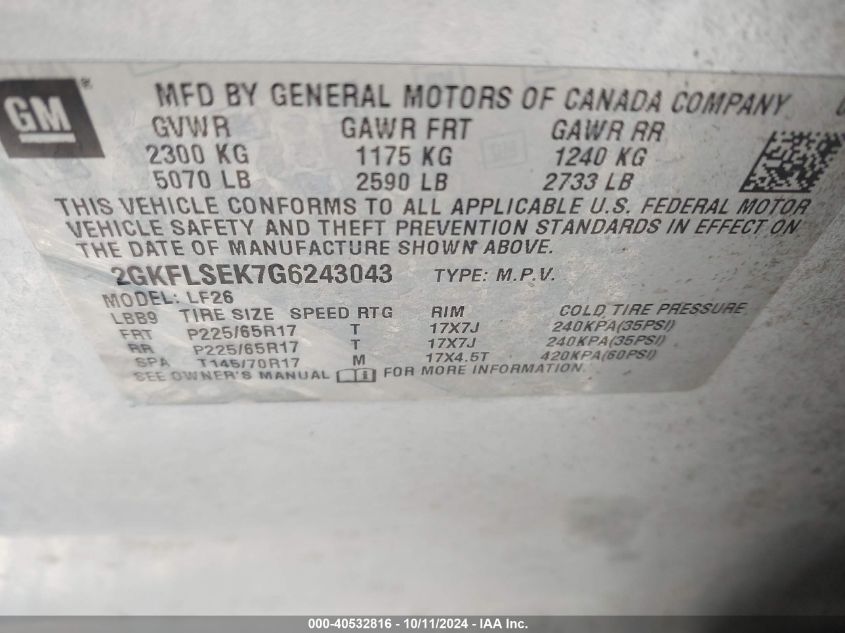 GM ®
MFD BY GENERAL MOTORS OF CANADA COMPANY
GVWR GAWR FRT GAWR RR
2300 KG 1175 KG 1240 KG
5070 LB 2590 LB 2733 LB
THIS VEHICLE CONFORMS TO ALL APPLICABLE U.S. FEDERAL MOTOR
VEHICLE SAFETY AND THEFT PREVENTION STANDARDS IN EFFECT ON
THE DATE OF MANUFACTURE SHOWN ABOVE.
2GKFLSEK7G6243043 TYPE: M.P.V.
MODEL: LF26
LBB9 TIRE SIZE SPEED RTG RIM COLD TIRE PRESSURE
FRT P225/65R17 T 17X7J 240KPA(35PSI)
RR P225/65R17 T 17X7J 240KPA(35PSI)
SPA T145/70R17 M 17X4.5T 420KPA(60PSI)
SEE OWNER'S MANUAL FOR MORE INFORMATION.
000-40532816 - 10/11/2024 - IAA Inc.